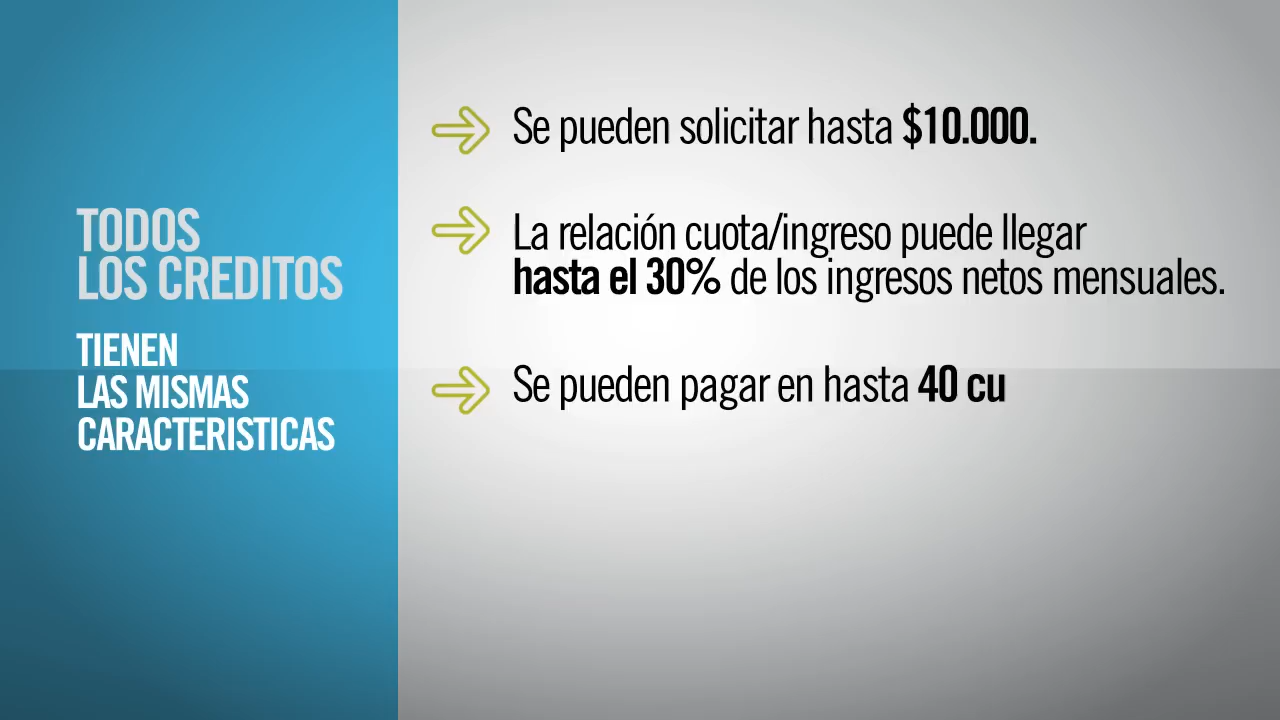 TODOS
LOS CREDITOS
TIENEN
LAS MISMAS
CARACTERISTICAS
Se pueden solicitar hasta $10.000.
La relación cuota/ingreso puede llegar
hasta el 30% de los ingresos netos mensuales.
Se pueden pagar en hasta 40 cu